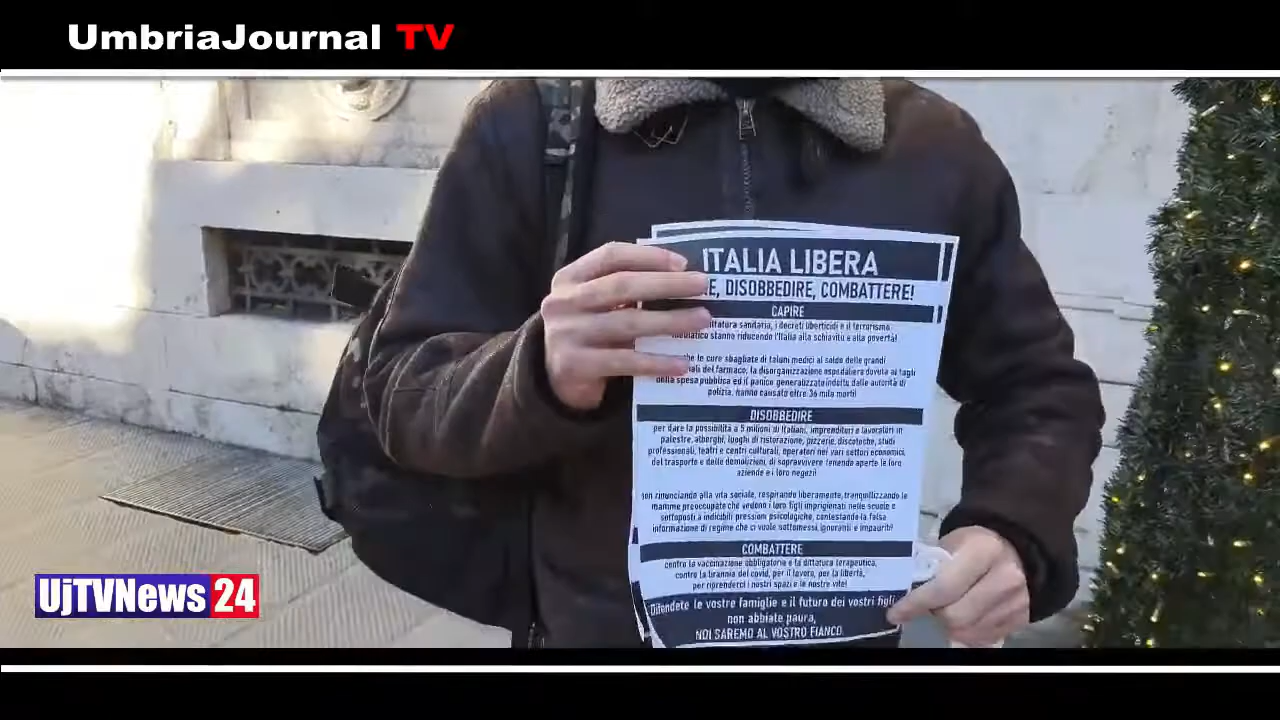 UmbriaJournal TV
ITALIA LIBERA
DISOBBEDIRE, COMBATTERE!
CAPIRE
sanitaria, i decreti liberticidi e il terrorismo
mediatico stanno riducendo l'Italia alla schiavitù e alla povertà!
le cure sbagliate di taluni medici al soldo delle grandi
del farmaco, la disorganizzazione ospedaliera dovuta ai tagli
della spesa pubblica ed il panico generalizzato indotto dalle autorità di
polizia, hanno causato oltre 36 mila morti!
DISOBBEDIRE
per dare la possibilità a 5 milioni di italiani, imprenditori e lavoratori in
palestre, alberghi, luoghi di ristorazione, pizzerie, discoteche, studi
professionali, teatri e centri culturali, operatori nei vari settori economici,
del trasporto e delle demolizioni, di sopravvivere tenendo aperte le loro
aziende e i loro negozi!
non rinunciando alla vita sociale, respirando liberamente, tranquillizzando le
mamme preoccupate che vedono i loro figli imprigionati nelle scuole e
sottoposti a indicibili pressioni psicologiche, contestando la falsa
informazione di regime che ci vuole sottomessi, ignoranti e impauriti!
COMBATTERE
contro la vaccinazione obbligatoria e la dittatura terapeutica,
contro la tirannia del covid, per il lavoro, per la libertà,
per riprenderci i nostri spazi e le nostre vite!
Difendete le vostre famiglie e il futuro dei vostri figli,
non abbiate paura,
NOI SAREMO AL VOSTRO FIANCO.
UjTVNews 24